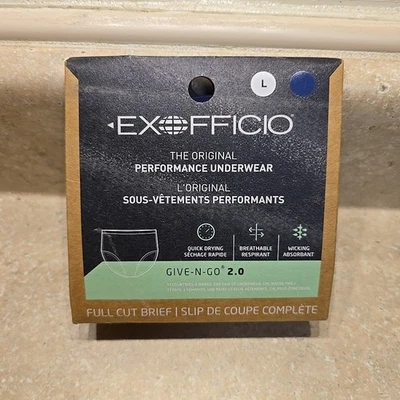 L
EXOFFICIO
THE ORIGINAL
PERFORMANCE UNDERWEAR
L'ORIGINAL
SOUS-VÊTEMENTS PERFORMANTS
QUICK DRYING
SÉCHAGE RAPIDE
BREATHABLE
RESPIRANT
WICKING
ABSORBANT
GIVE-N-GO® 2.0
FULL CUT BRIEF | SLIP DE COUPE COMPLÈTE